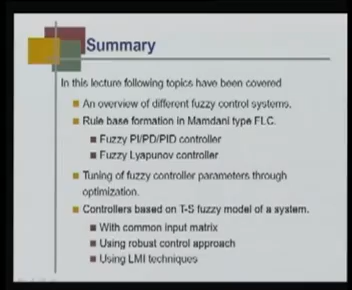 Summary
In this lecture following topics have been covered
An overview of different fuzzy control systems.
Rule base formation in Mamdani type FLC.
Fuzzy PI/PD/PID controller
Fuzzy Lyapunov controller
Tuning of fuzzy controller parameters through
optimization.
Controllers based on T-S fuzzy model of a system.
With common input matrix
Using robust control approach
Using LMI techniques